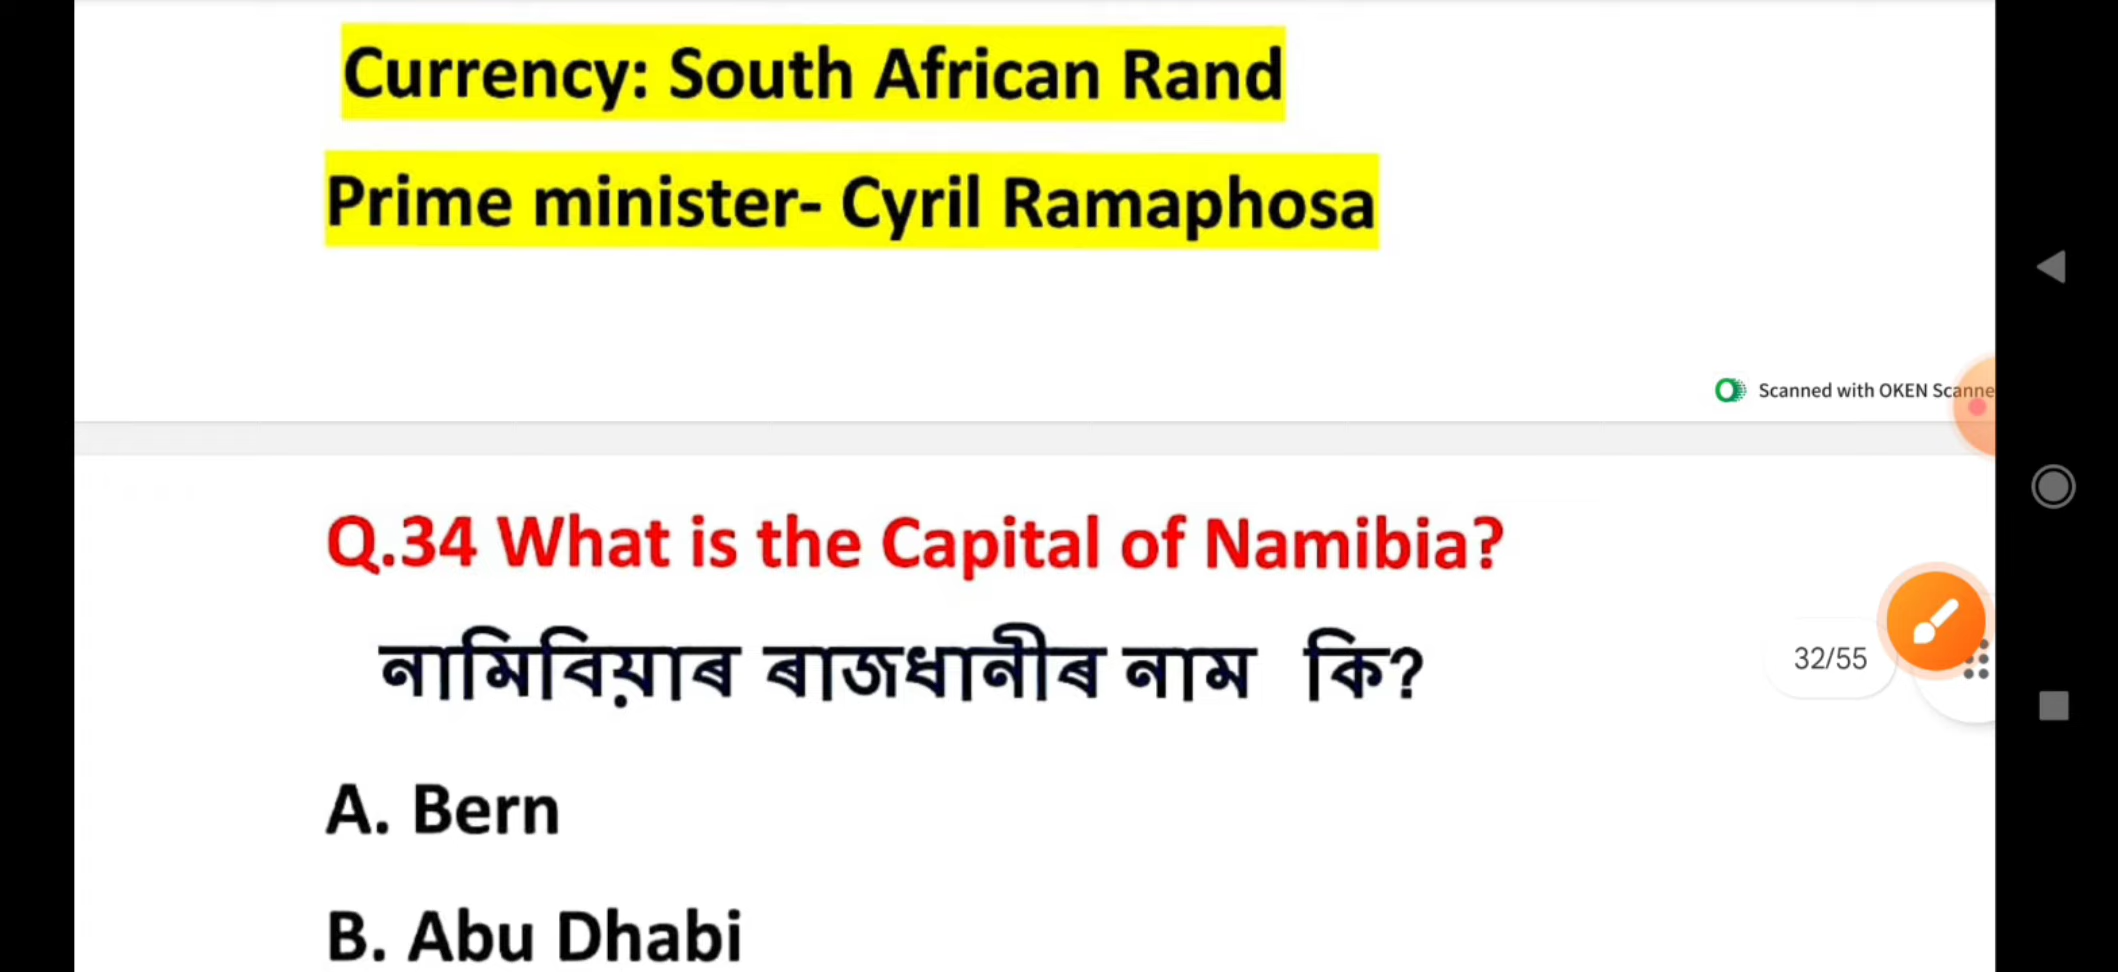 Currency: South African Rand
Prime minister- Cyril Ramaphosa
Scanned with OKEN Scanne
Q.34 What is the Capital of Namibia?
নামিবিয়াৰ ৰাজধানীৰ নাম কি?
32/55
A. Bern
B. Abu Dhabi